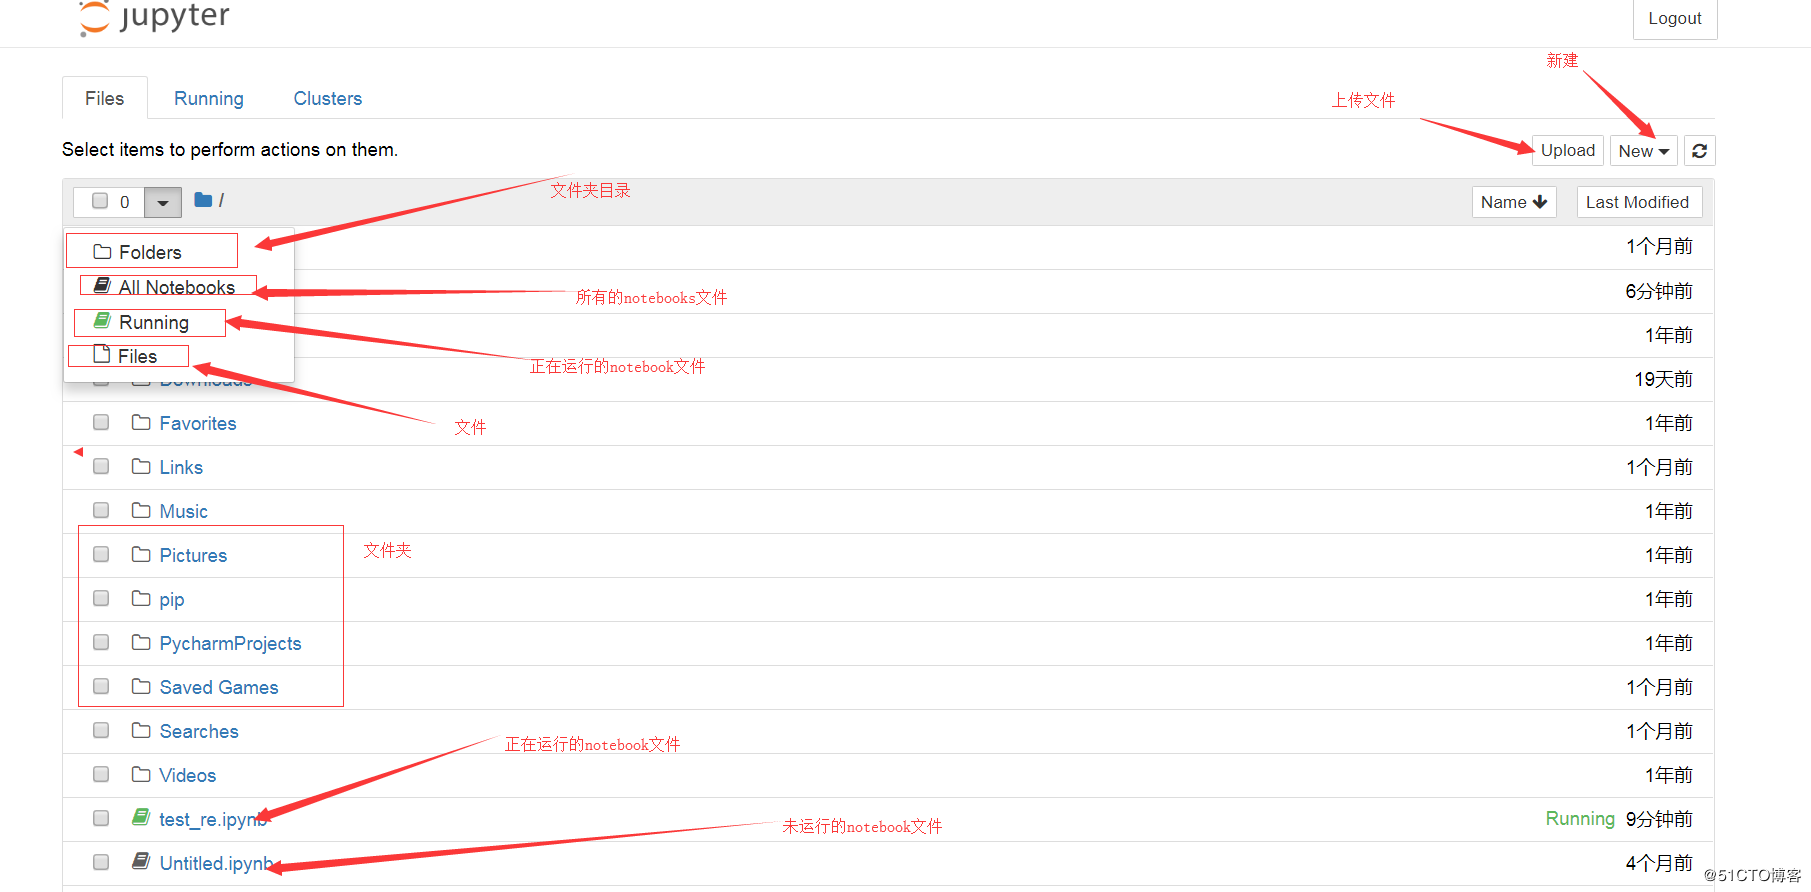 jupyter
Logout
新建
Files Running Clusters
上传文件
Select items to perform actions on them.
Upload New
0 /
文件夹目录
Name Last Modified
Folders
1个月前
All Notebooks
所有的notebooks文件
6分钟前
Running
1年前
Files
正在运行的notebook文件
Downloads
19天前
Favorites
文件
1年前
Links
1个月前
Music
1年前
Pictures
文件夹
1年前
pip
1年前
PycharmProjects
1年前
Saved Games
1个月前
Searches
1个月前
正在运行的notebook文件
Videos
1年前
test_re.ipynb
Running 9分钟前
未运行的notebook文件
Untitled.ipynb
4个月前
@51CTO博客